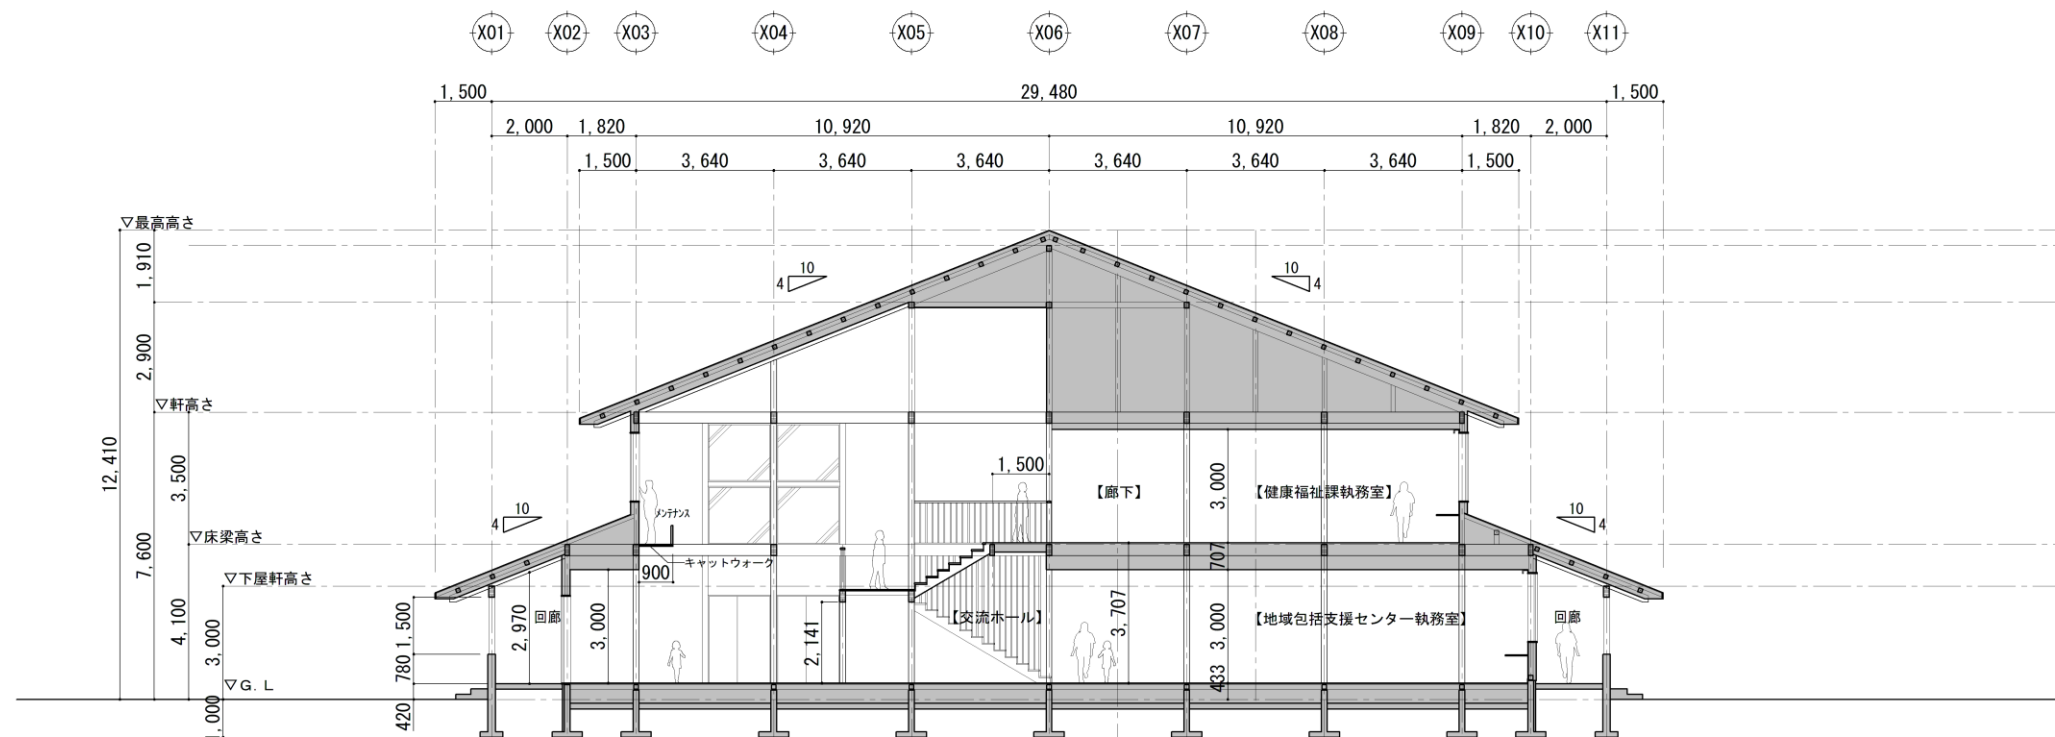 X01 X02 X03 X04 X05 X06 X07 X08 X09 X10 X11
1,500 29,480 1,500
2,000 1,820 10,920 10,920 1,820 2,000
1,500 3,640 3,640 3,640 3,640 3,640 3,640 1,500
▽最高高さ
1,910
10
4
10
4
2,900
▽軒高さ
12,410
3,500
1,500
3,000
【廊下】
【健康福祉課執務室】
メンテナンス
10
4
10
4
▽床梁高さ
7,600
キャットウォーク
900
707
▽下屋軒高さ
4,100
3,000
1,500
2,970
回廊
3,000
2,141
【交流ホール】
3,707
3,000
【地域包括支援センター執務室】
回廊
780
433
▽G.L
1,000
420